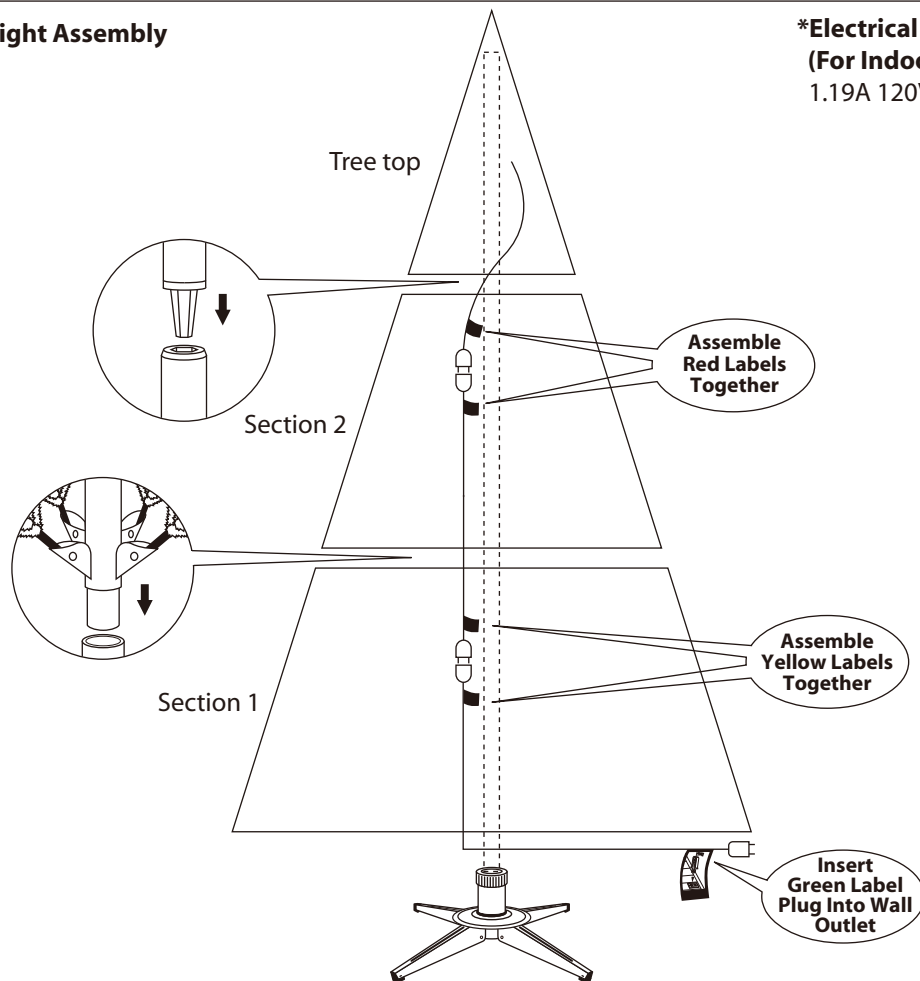 ight Assembly
*Electrical
(For Indoo
1.19A 120V
Tree top
Assemble
Red Labels
Together
Section 2
Assemble
Yellow Labels
Together
Section 1
Insert
Green Label
Plug Into Wall
Outlet